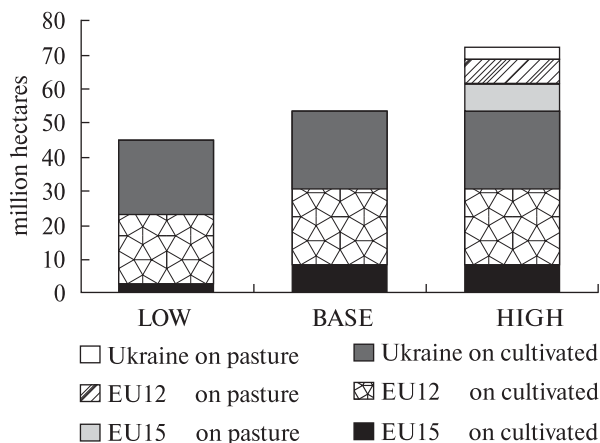 80
70
60
50
40
30
20
10
0
million hectares
LOW BASE HIGH
Ukraine on pasture Ukraine on cultivated
EU12 on pasture EU12 on cultivated
EU15 on pasture EU15 on cultivated